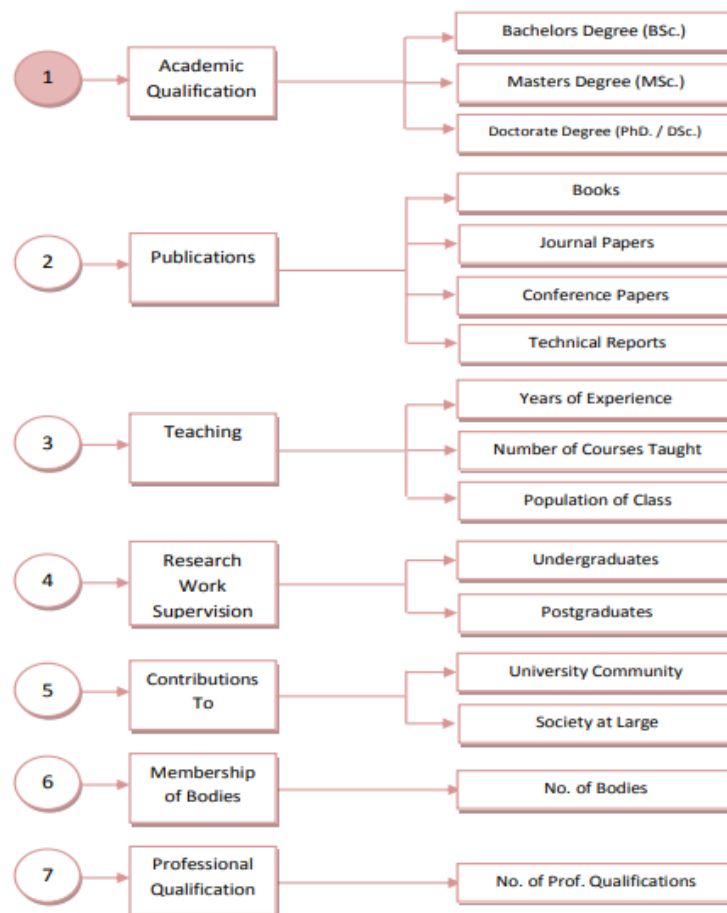 1
Academic
Qualification
Bachelors Degree (BSc.)
Masters Degree (MSc.)
Doctorate Degree (PhD. / DSc.)
2
Publications
Books
Journal Papers
Conference Papers
Technical Reports
3
Teaching
Years of Experience
Number of Courses Taught
Population of Class
4
Research
Work
Supervision
Undergraduates
Postgraduates
5
Contributions
To
University Community
Society at Large
6
Membership
of Bodies
No. of Bodies
7
Professional
Qualification
No. of Prof. Qualifications